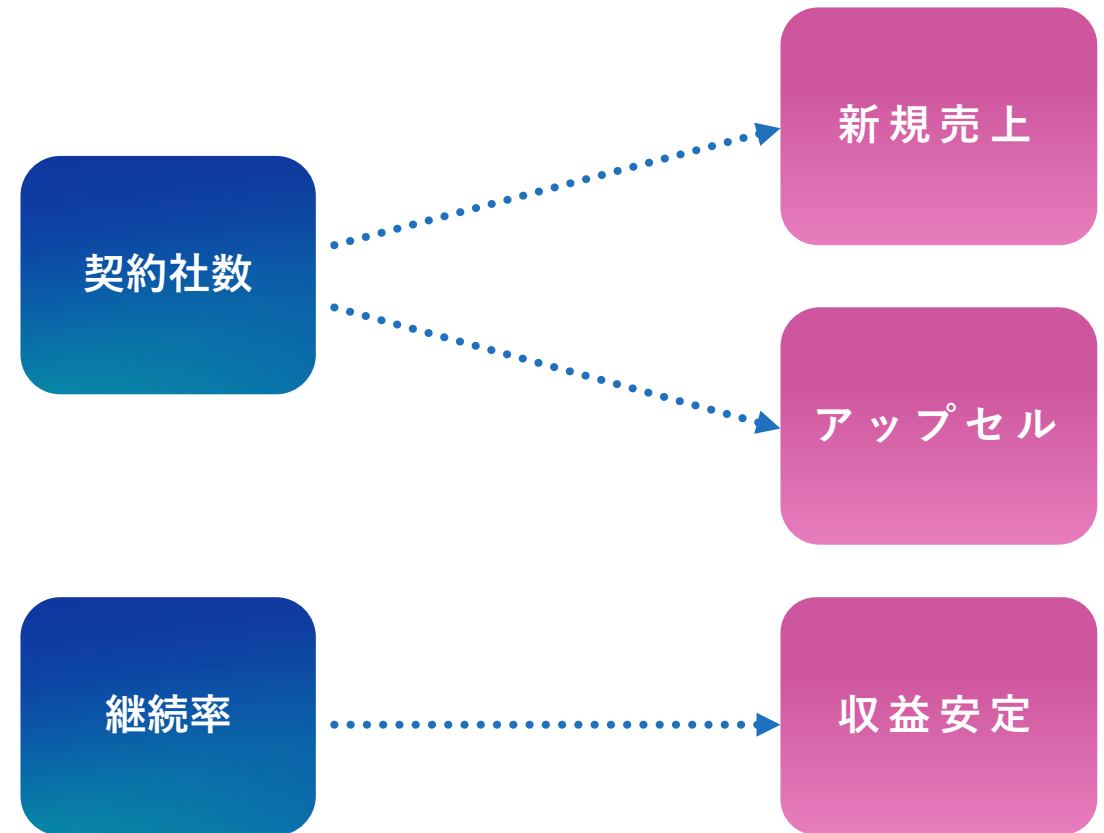 契約社数
新規売上
アップセル
継続率
収益安定